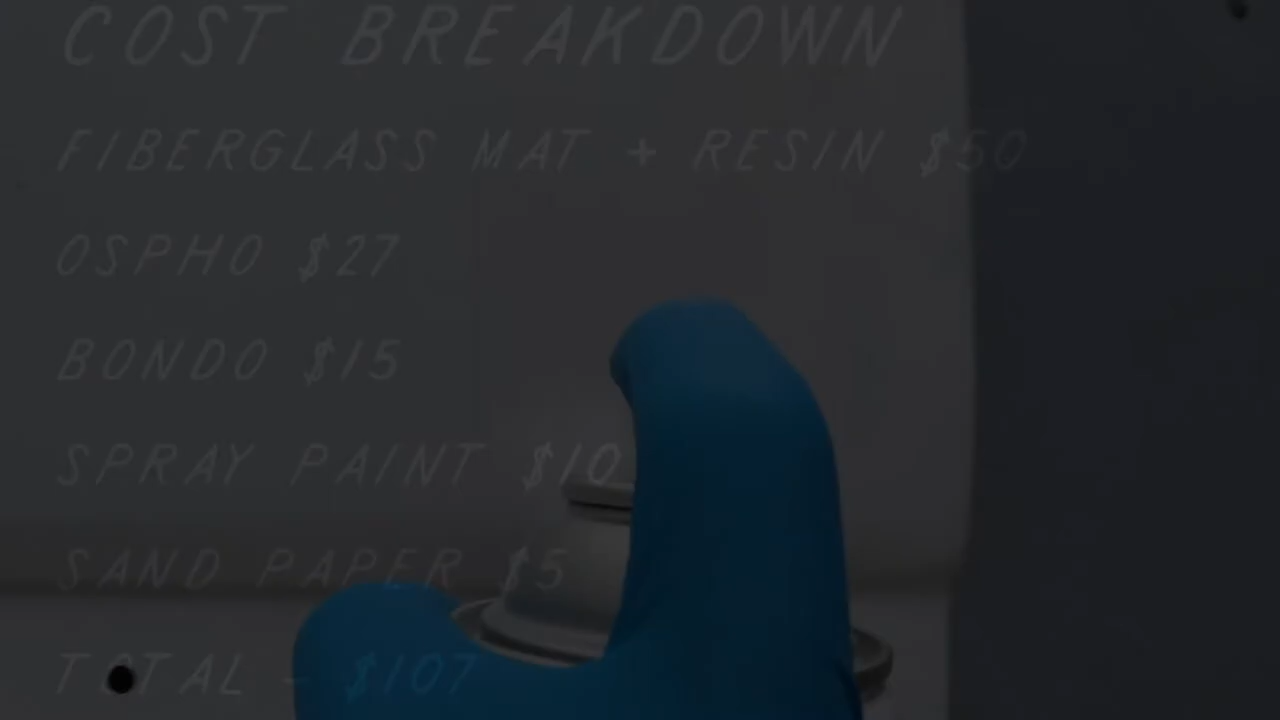 COST BREAKDOWN
FIBERGLASS MAT + RESIN $50
OSPHO $27
BONDO $15
SPRAY PAINT $10
SAND PAPER $5
TOTAL - $107